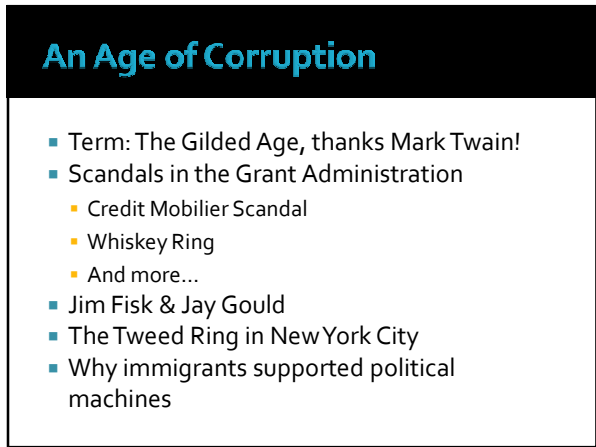 An Age of Corruption
▪ Term: The Gilded Age, thanks Mark Twain!
▪ Scandals in the Grant Administration
▪ Credit Mobilier Scandal
▪ Whiskey Ring
▪ And more…
▪ Jim Fisk & Jay Gould
▪ The Tweed Ring in New York City
▪ Why immigrants supported political
machines